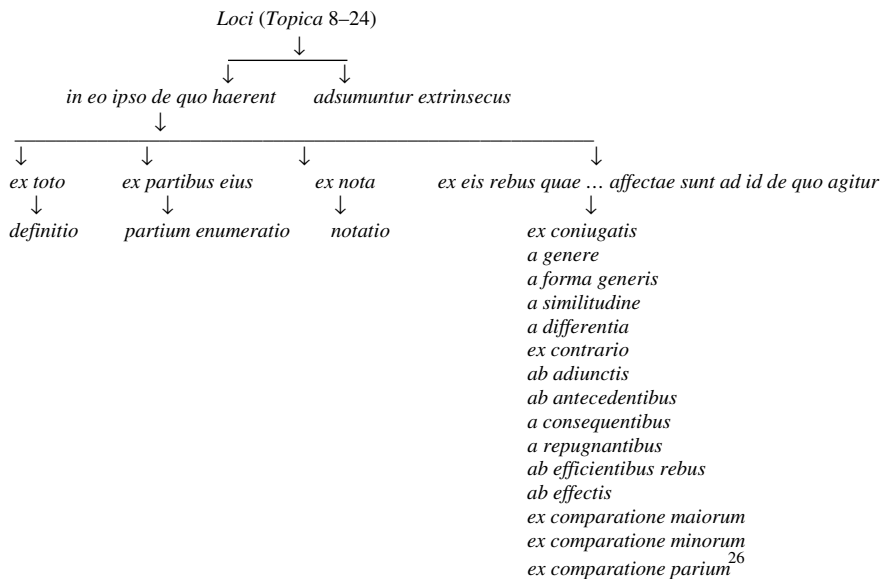 Loci (Topica 8–24)
in eo ipso de quo haerent adsumuntur extrinsecus
ex toto ex partibus eius ex nota ex eis rebus quae … affectae sunt ad id de quo agitur
definitio partium enumeratio notatio ex coniugatis
a genere
a forma generis
a similitudine
a differentia
ex contrario
ab adiunctis
ab antecedentibus
a consequentibus
a repugnantibus
ab efficientibus rebus
ab effectis
ex comparatione maiorum
ex comparatione minorum
ex comparatione parium26